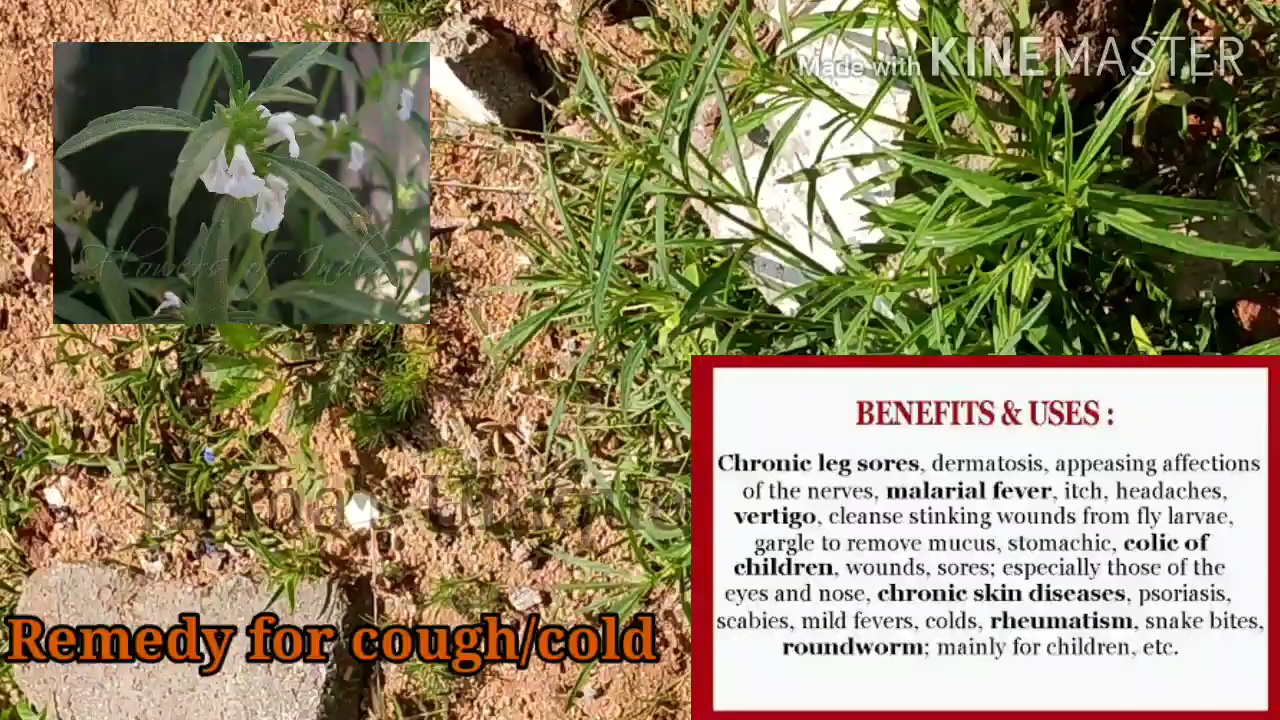 Made with KINEMASTER
Flowers of India
Remedy for cough/cold
BENEFITS & USES :
Chronic leg sores, dermatosis, appeasing affections
of the nerves, malarial fever, itch, headaches,
vertigo, cleanse stinking wounds from fly larvae,
gargle to remove mucus, stomachic, colic of
children, wounds, sores; especially those of the
eyes and nose, chronic skin diseases, psoriasis,
scabies, mild fevers, colds, rheumatism, snake bites,
roundworm; mainly for children, etc.